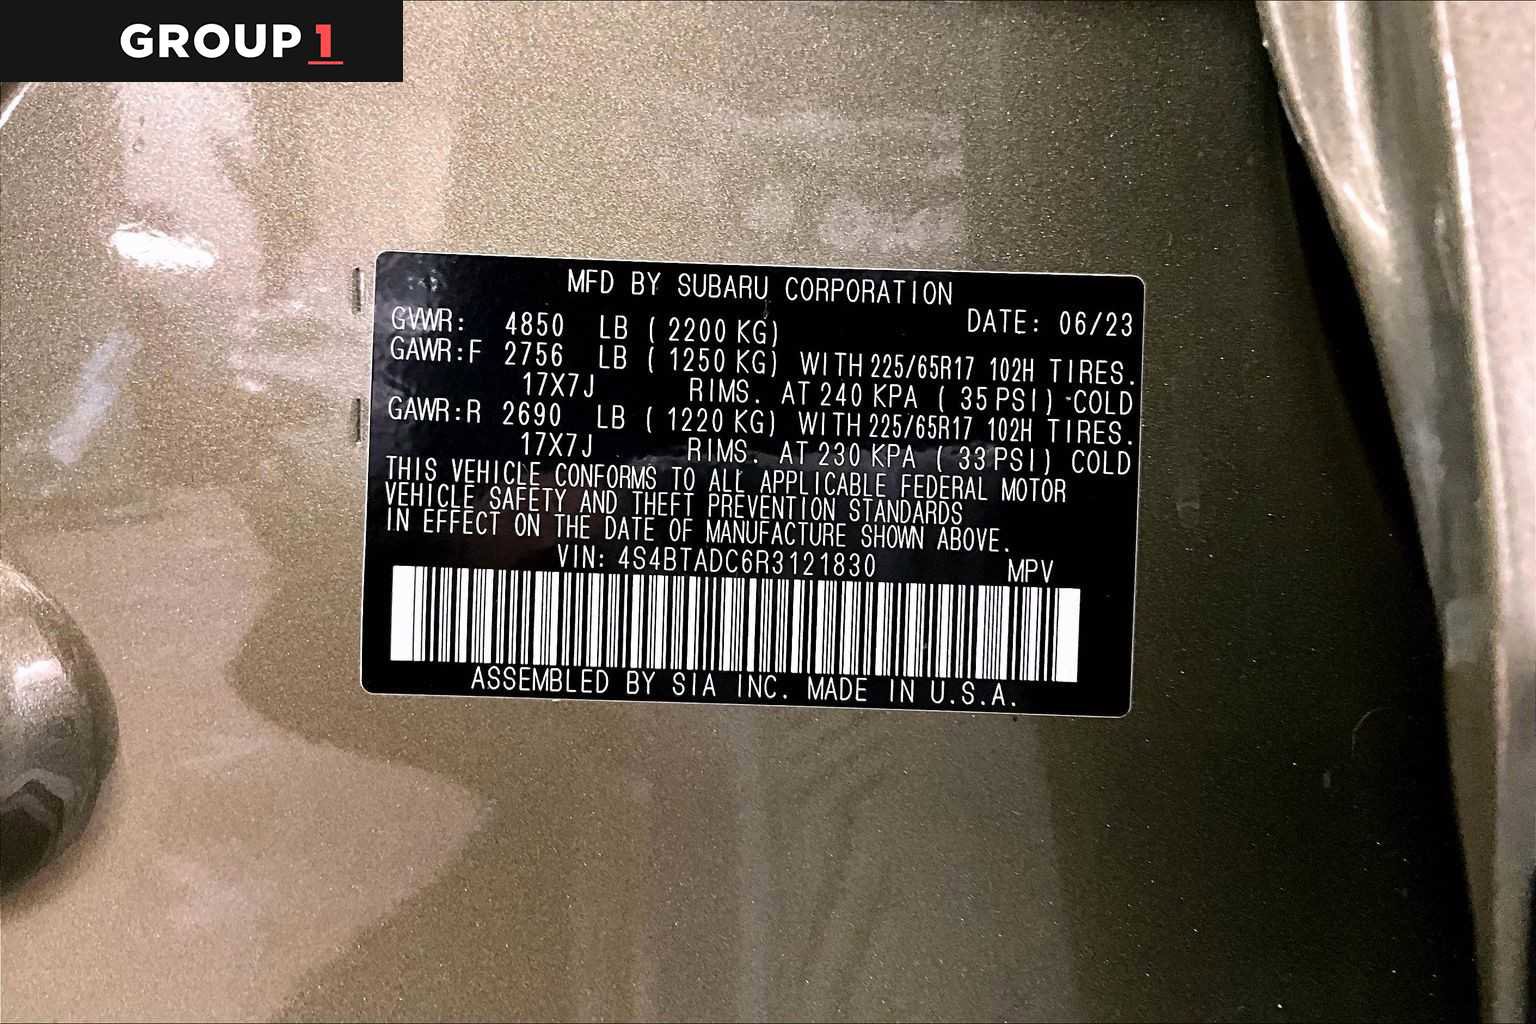 GROUP 1
MFD BY SUBARU CORPORATION
DATE: 06/23
GVWR: 4850 LB ( 2200 KG)
GAWR:F 2756 LB ( 1250 KG) WITH 225/65R17 102H TIRES.
17X7J RIMS. AT 240 KPA ( 35 PSI) COLD
GAWR:R 2690 LB ( 1220 KG) WITH 225/65R17 102H TIRES.
17X7J RIMS. AT 230 KPA ( 33 PSI) COLD
THIS VEHICLE CONFORMS TO ALL APPLICABLE FEDERAL MOTOR
VEHICLE SAFETY AND THEFT PREVENTION STANDARDS
IN EFFECT ON THE DATE OF MANUFACTURE SHOWN ABOVE.
VIN: 4S4BTADC6R3121830 MPV
ASSEMBLED BY SIA INC. MADE IN U.S.A.